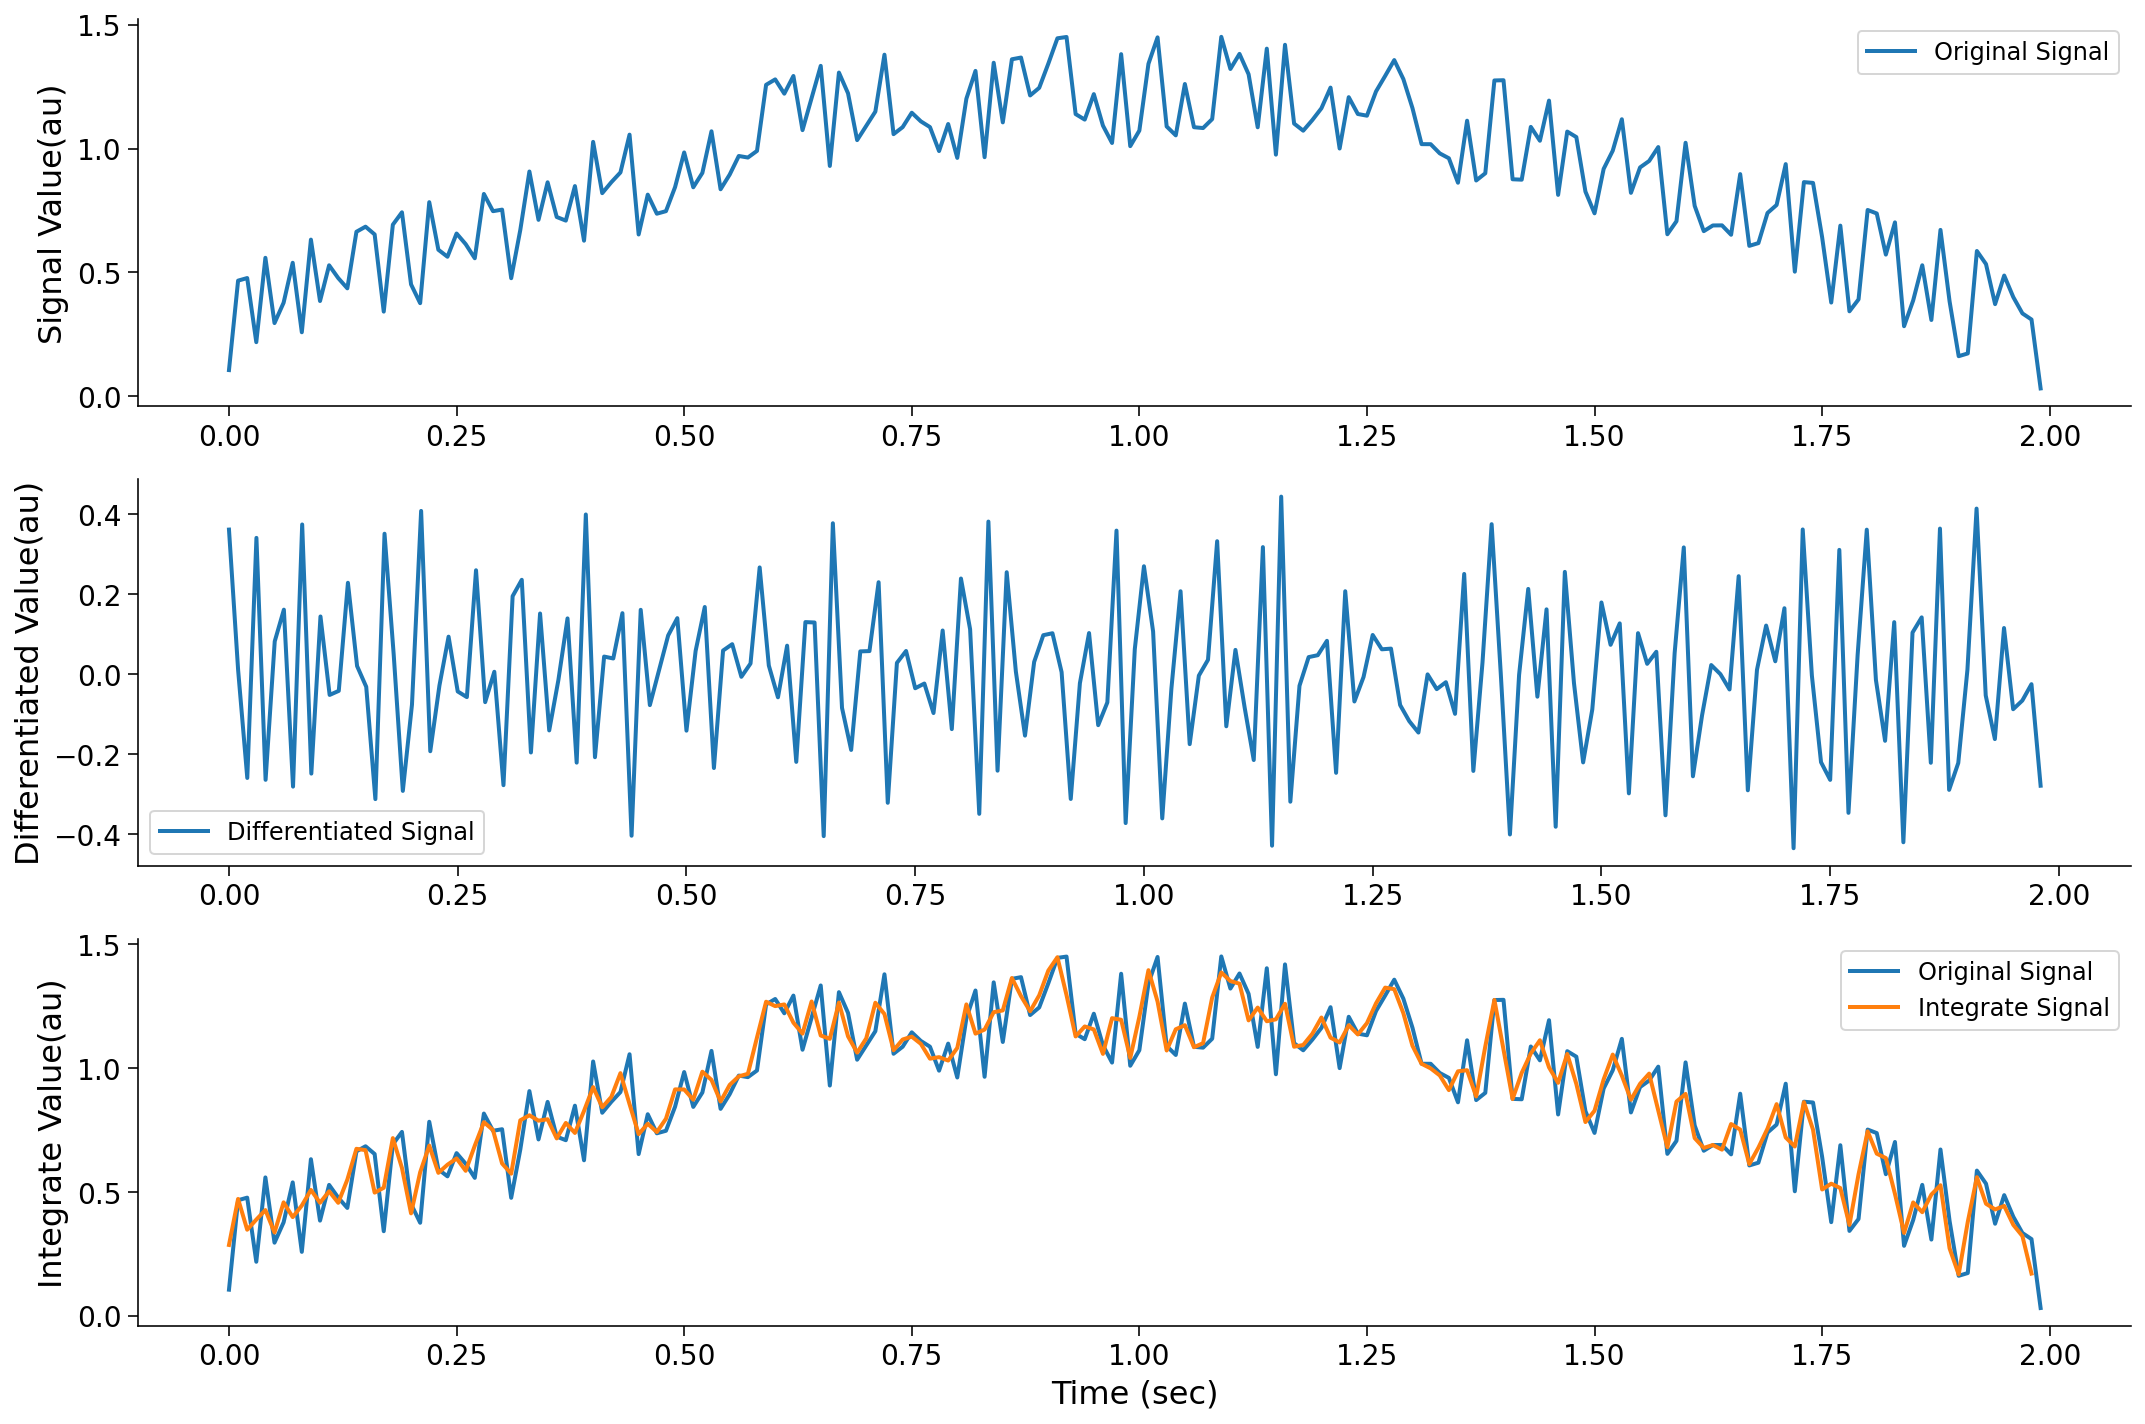 1.5
1.0
0.5
0.0
Signal Value(au)
Original Signal
0.00 0.25 0.50 0.75 1.00 1.25 1.50 1.75 2.00
0.4
0.2
0.0
−0.2
−0.4
Differentiated Value(au)
Differentiated Signal
0.00 0.25 0.50 0.75 1.00 1.25 1.50 1.75 2.00
1.5
1.0
0.5
0.0
Integrate Value(au)
Original Signal
Integrate Signal
0.00 0.25 0.50 0.75 1.00 1.25 1.50 1.75 2.00
Time (sec)